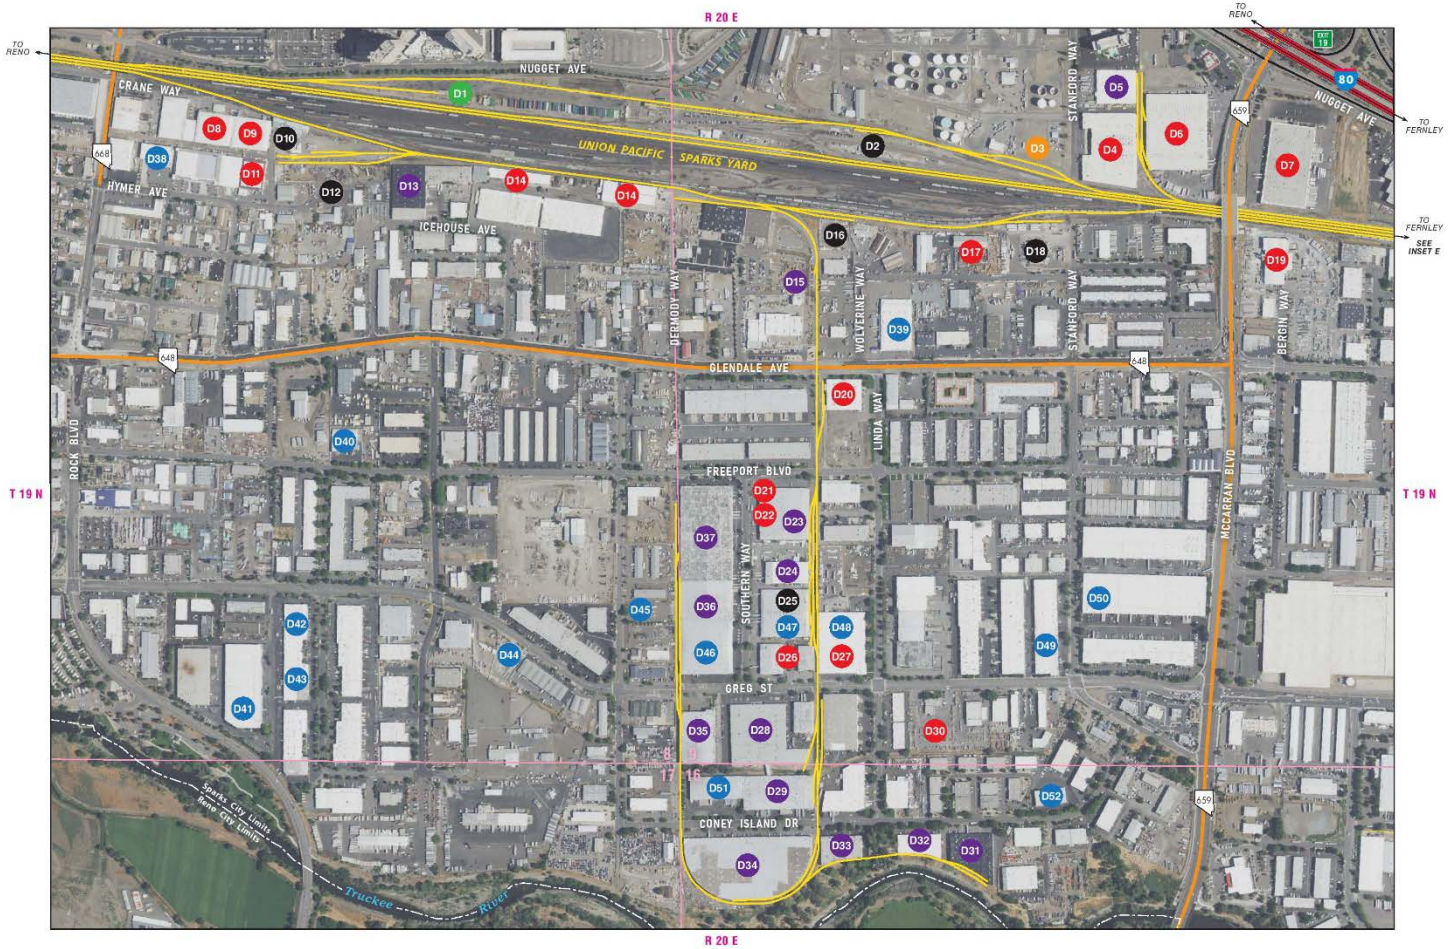 R 20 E
TO
RENO
TO
RENO
EXIT
19
80
NUGGET AVE
NUGGET AVE
TO
FERNLEY
CRANE WAY
STANFORD WAY
659
D1
D5
D8
D9
D10
D2
D3
D4
D6
D7
UNION PACIFIC - SPARKS YARD
668
D38
D11
HYMER AVE
D12
D13
D14
D14
ICEHOUSE AVE
TO
FERNLEY
SEE
INSET E
D16
D17
D18
D19
D15
DERMODY WAY
WOLVERINE WAY
STANFORD WAY
BERGIN WAY
D39
648
GLENDALE AVE
648
D20
LINDA WAY
ROCK BLVD
D40
FREEPORT BLVD
MCCARRAN BLVD
T 19 N
T 19 N
D21
D22
D23
D37
SOUTHERN WAY
D24
D36
D25
D45
D42
D47
D48
D50
D44
D46
D26
D27
D49
D43
D41
GREG ST
D35
D28
D30
8 9
17 16
D51
D29
D52
659
Sparks City Limits
Reno City Limits
CONEY ISLAND DR
D33
D32
D31
D34
Truckee
River
R 20 E